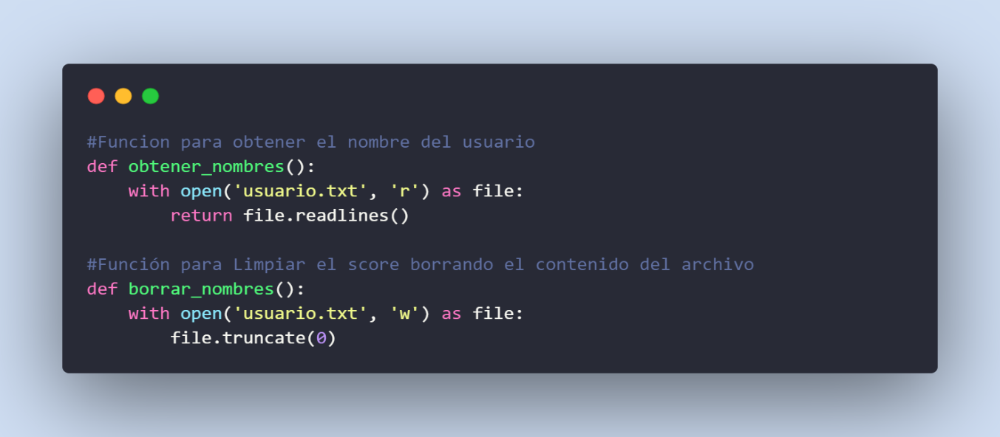 #Funcion para obtener el nombre del usuario
def obtener_nombres():
    with open('usuario.txt', 'r') as file:
        return file.readlines()

#Función para Limpiar el score borrando el contenido del archivo
def borrar_nombres():
    with open('usuario.txt', 'w') as file:
        file.truncate(0)